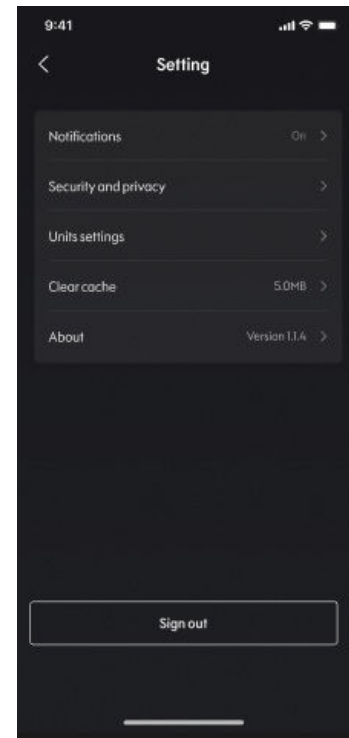 9:41
Setting
Notifications On
Security and privacy
Units settings
Clear cache 5.0MB
About Version 1.1.4
Sign out